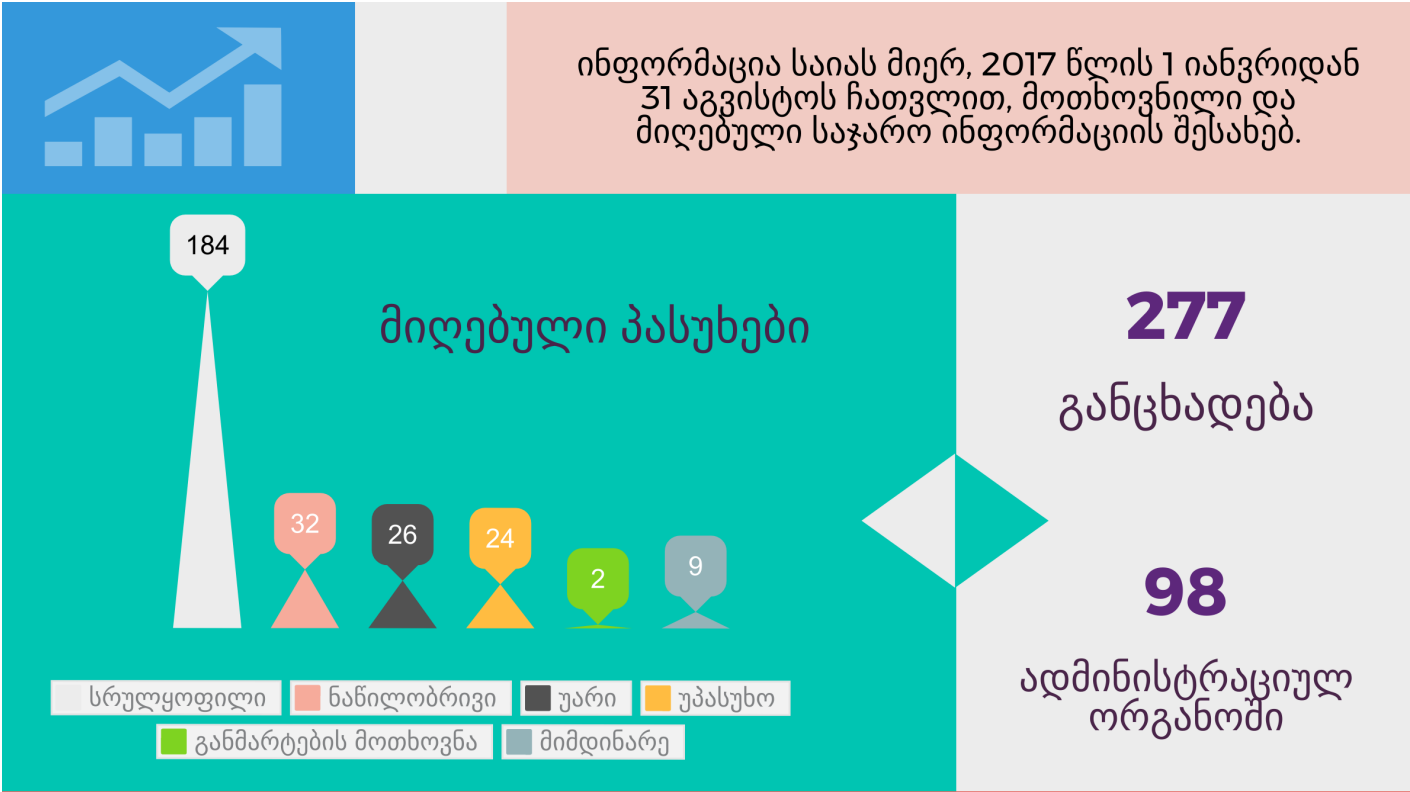 ინფორმაცია საიას მიერ, 2017 წლის 1 იანვრიდან
31 აგვისტოს ჩათვლით, მოთხოვნილი და
მიღებული საჯარო ინფორმაციის შესახებ.
184
მიღებული პასუხები
32
26
24
2
9
სრულყოფილი
ნაწილობრივი
უარი
უპასუხო
განმარტების მოთხოვნა
მიმდინარე
277
განცხადება
98
ადმინისტრაციულ
ორგანოში